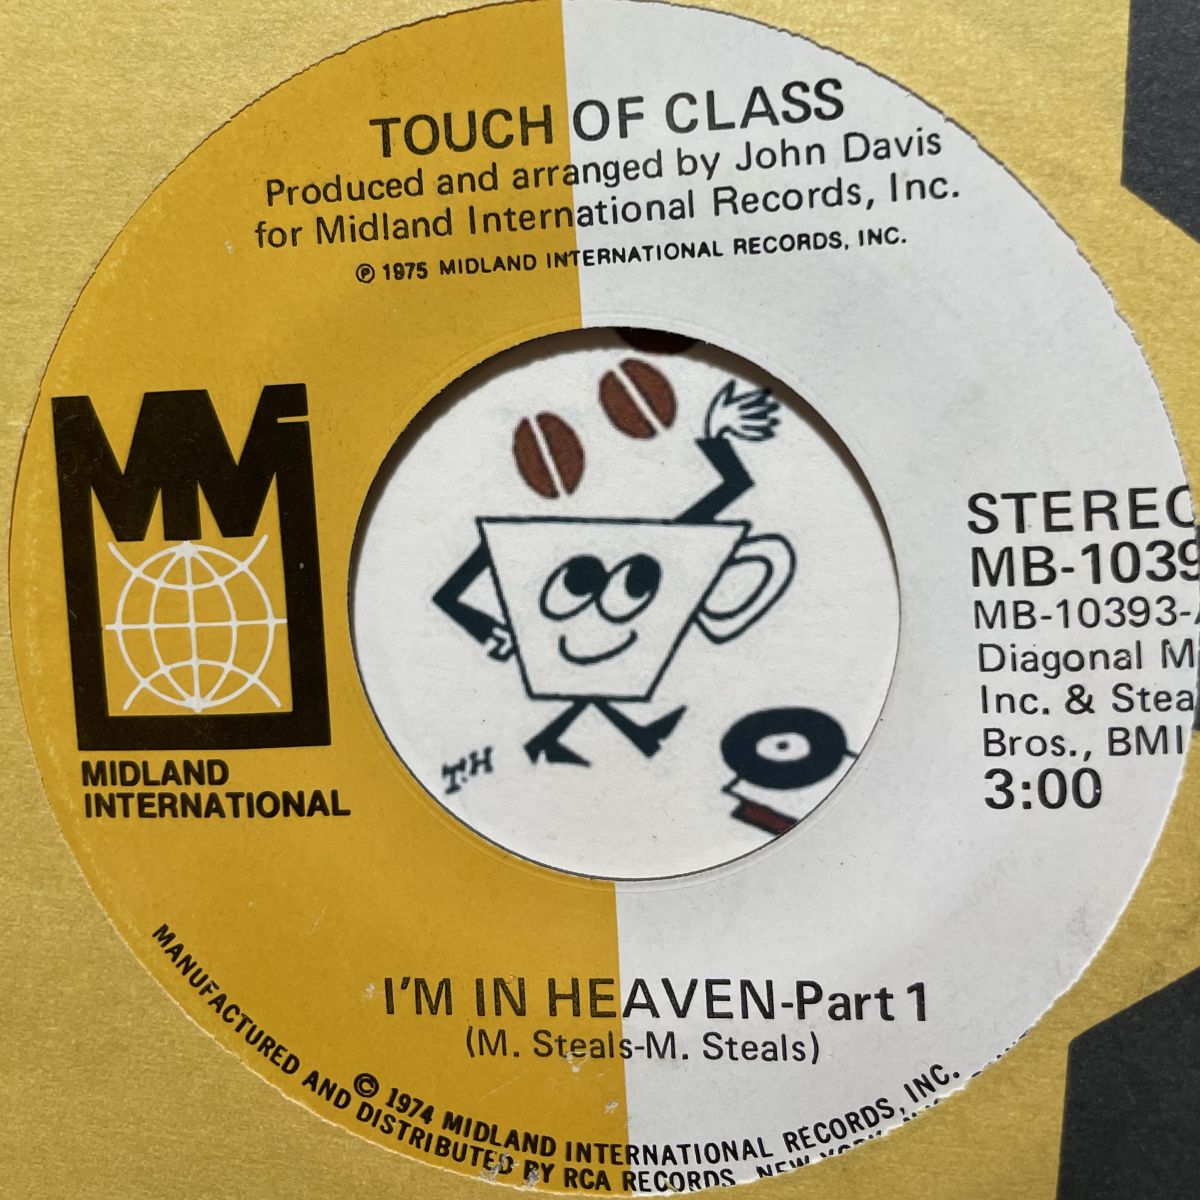 TOUCH OF CLASS
Produced and arranged by John Davis
for Midland International Records, Inc.
℗ 1975 MIDLAND INTERNATIONAL RECORDS, INC.
MM
MIDLAND
INTERNATIONAL
T.H
STEREO
MB-1039
MB-10393-
Diagonal M
Inc. & Stea
Bros., BMI
3:00
I'M IN HEAVEN-Part 1
(M. Steals-M. Steals)
© 1974 MIDLAND INTERNATIONAL RECORDS, INC.
MANUFACTURED AND DISTRIBUTED BY RCA RECORDS, NEW